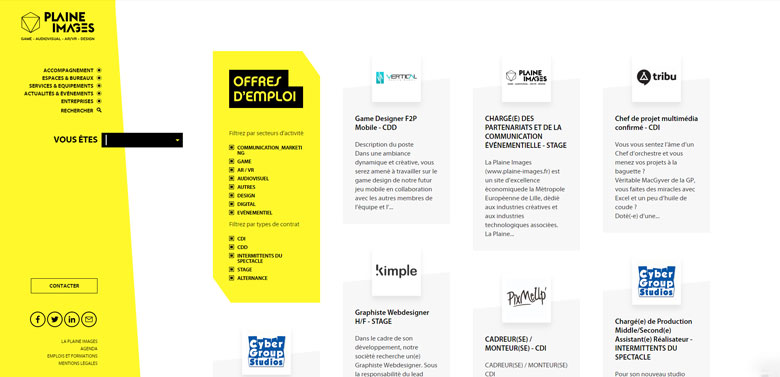 PLAINE
IMAGES
GAME - AUDIOVISUAL - AR/VR - DESIGN
ACCOMPAGNEMENT
ESPACES & BUREAUX
SERVICES & ÉQUIPEMENTS
ACTUALITÉS & ÉVÉNEMENTS
ENTREPRISES
RECHERCHER
VOUS ÊTES
CONTACTER
LA PLAINE IMAGES
AGENDA
EMPLOIS ET FORMATIONS
MENTIONS LÉGALES
OFFRES
D'EMPLOI
Filtrez par secteurs d'activité
COMMUNICATION_MARKETI
NG
GAME
AR / VR
AUDIOVISUEL
AUTRES
DESIGN
DIGITAL
EVÉNEMENTIEL
Filtrez par types de contrat
CDI
CDD
INTERMITTENTS DU
SPECTACLE
STAGE
ALTERNANCE
Cyber
Group
Studios
VERTICAL
Game Designer F2P
Mobile - CDD
Description du poste
Dans une ambiance
dynamique et créative, vous
serez amené à travailler sur le
game design de notre futur
jeu mobile en collaboration
avec les autres membres de
l'équipe et l'...
kimple
Graphiste Webdesigner
H/F - STAGE
Dans le cadre de son
développement, notre
société recherche un(e)
Graphiste Webdesigner. Sous
la responsabilité du lead
PLAINE
IMAGES
CHARGÉ(E) DES
PARTENARIATS ET DE LA
COMMUNICATION
ÉVÉNEMENTIELLE - STAGE
La Plaine Images
(www.plaine-images.fr) est
un site d'excellence
économiquede la Métropole
Européenne de Lille, dédié
aux industries créatives et
aux industries
technologiques associées.
La Plaine...
PixMeUp'
CADREUR(SE) /
MONTEUR(SE) - CDI
CADREUR(SE) / MONTEUR(SE)
CDI
tribu
Chef de projet multimédia
confirmé - CDI
Vous vous sentez l'âme d'un
Chef d'orchestre et vous
menez vos projets à la
baguette ?
Véritable MacGyver de la GP,
vous faites des miracles avec
Excel et un peu d'huile de
coude ?
Doté(-e) d'une...
Cyber
Group
Studios
Chargé(e) de Production
Middle/Second(e)
Assistant(e) Réalisateur -
INTERMITTENTS DU
SPECTACLE
Pour son nouveau studio